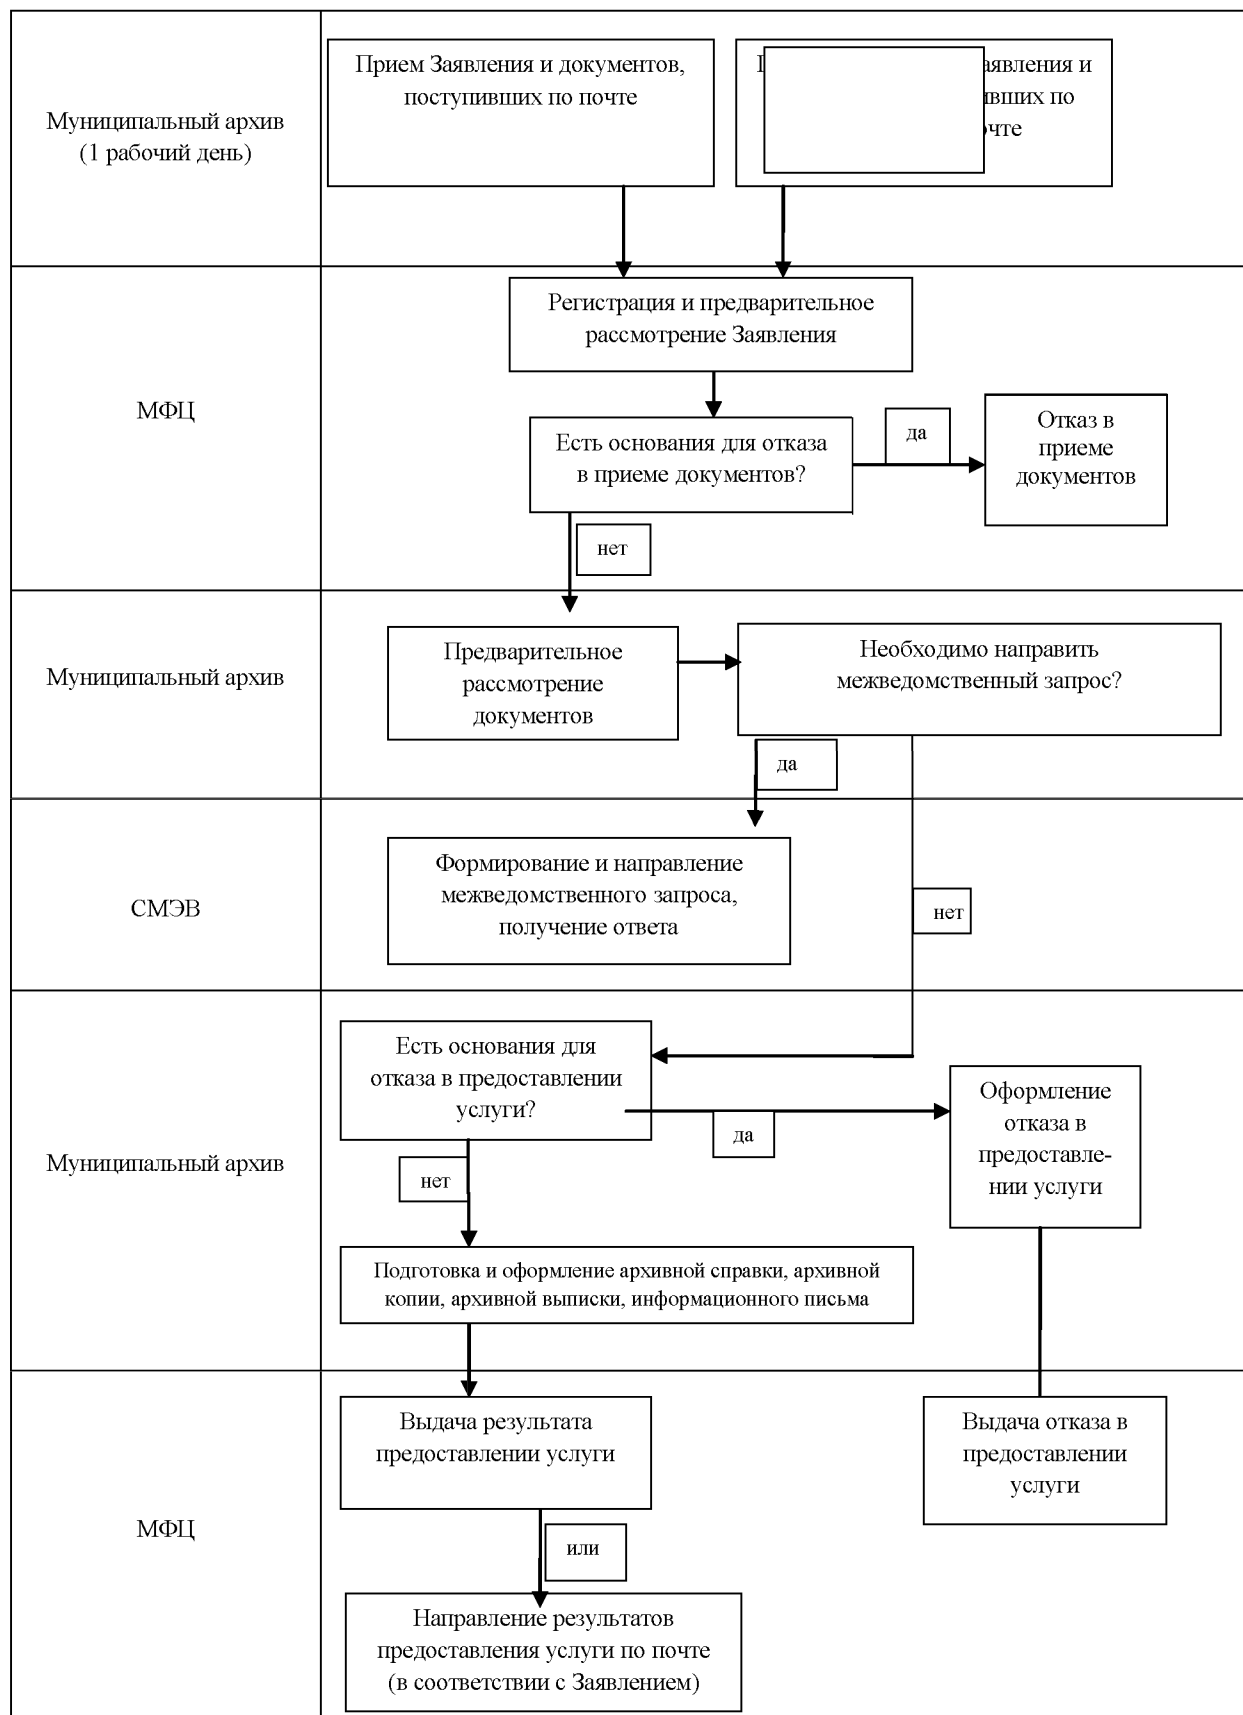 Муниципальный архив
(1 рабочий день)
Прием Заявления и документов,
поступивших по почте
аявления и
ивших по
чте
МФЦ
Регистрация и предварительное
рассмотрение Заявления
Есть основания для отказа
в приеме документов?
да
Отказ в
приеме
документов
нет
Муниципальный архив
Предварительное
рассмотрение
документов
Необходимо направить
межведомственный запрос?
да
СМЭВ
Формирование и направление
межведомственного запроса,
получение ответа
нет
Муниципальный архив
Есть основания для
отказа в предоставлении
услуги?
да
Оформление
отказа в
предоставле-
нии услуги
нет
Подготовка и оформление архивной справки, архивной
копии, архивной выписки, информационного письма
МФЦ
Выдача результата
предоставлении услуги
Выдача отказа в
предоставлении
услуги
или
Направление результатов
предоставления услуги по почте
(в соответствии с Заявлением)